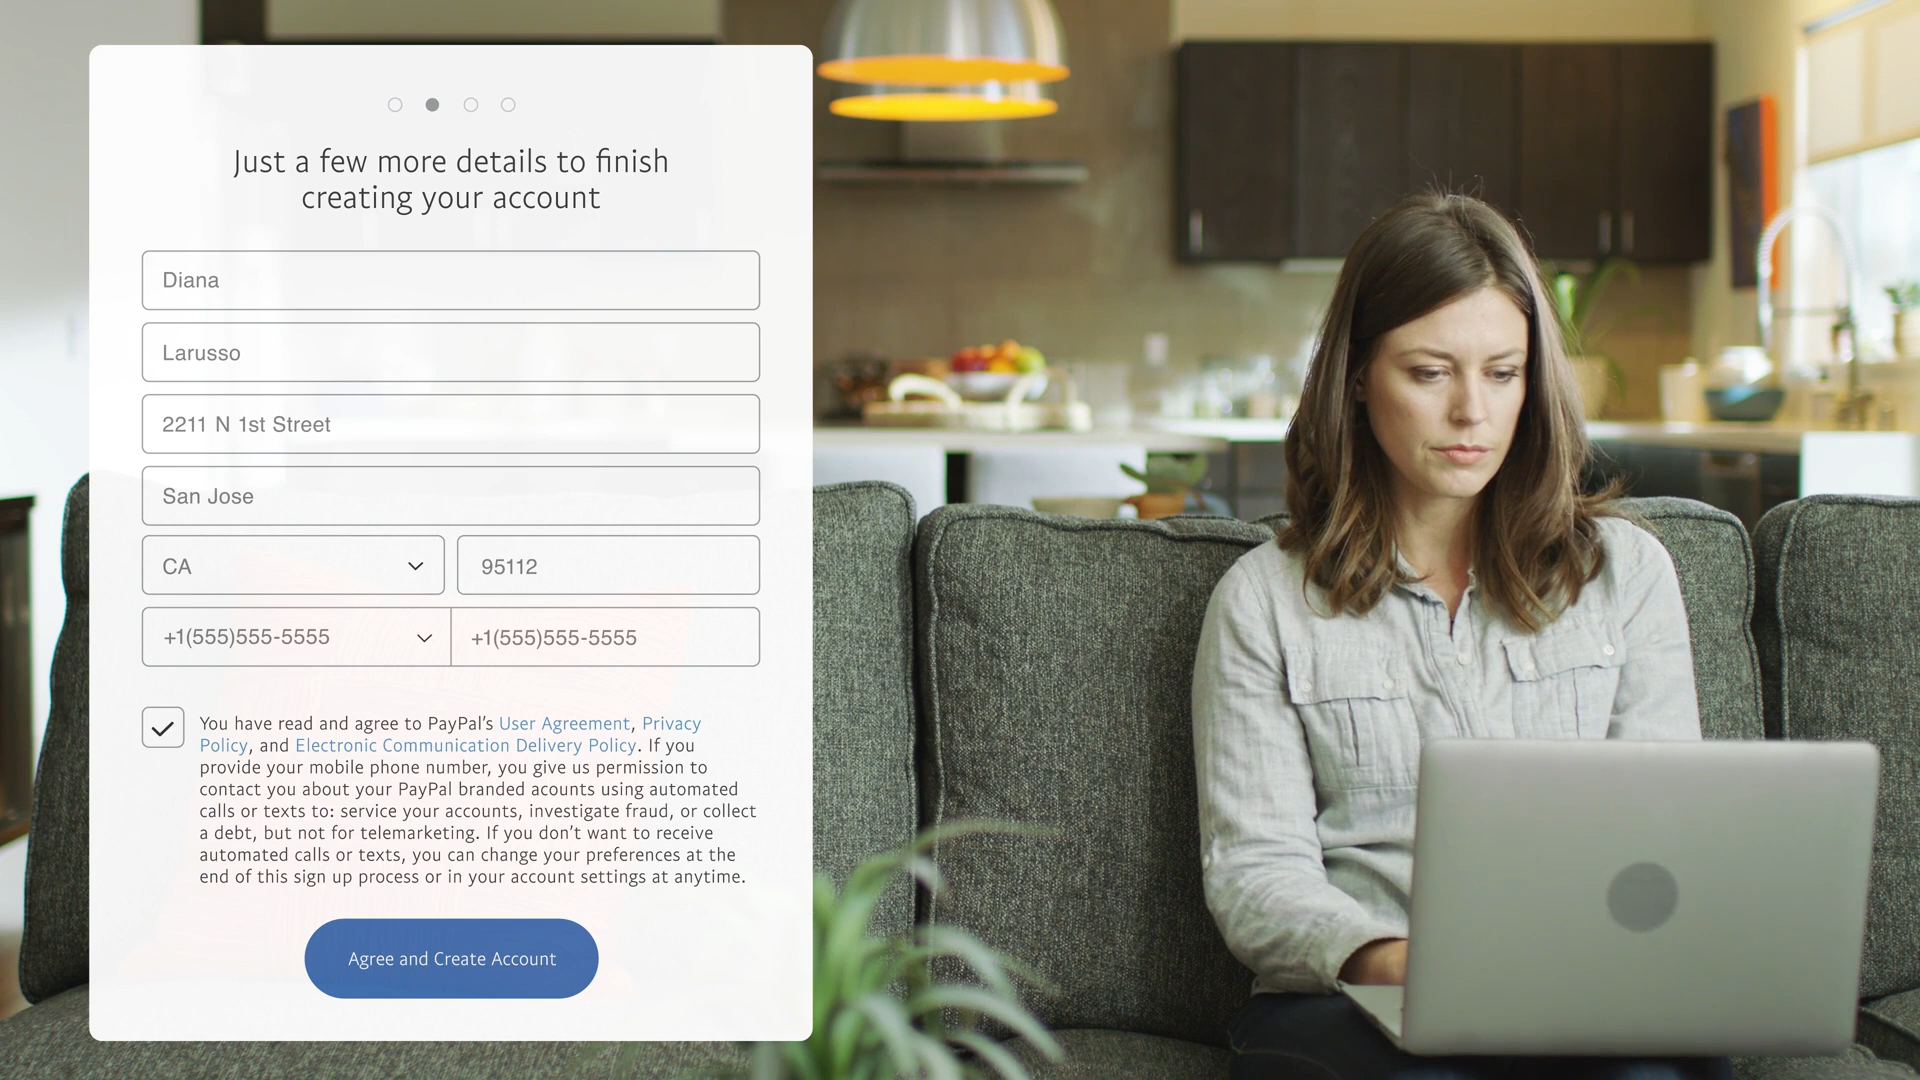 Just a few more details to finish
creating your account
Diana
Larusso
2211 N 1st Street
San Jose
CA
95112
+1(555)555-5555
+1(555)555-5555
You have read and agree to PayPal’s User Agreement, Privacy
Policy, and Electronic Communication Delivery Policy. If you
provide your mobile phone number, you give us permission to
contact you about your PayPal branded acounts using automated
calls or texts to: service your accounts, investigate fraud, or collect
a debt, but not for telemarketing. If you don’t want to receive
automated calls or texts, you can change your preferences at the
end of this sign up process or in your account settings at anytime.
Agree and Create Account